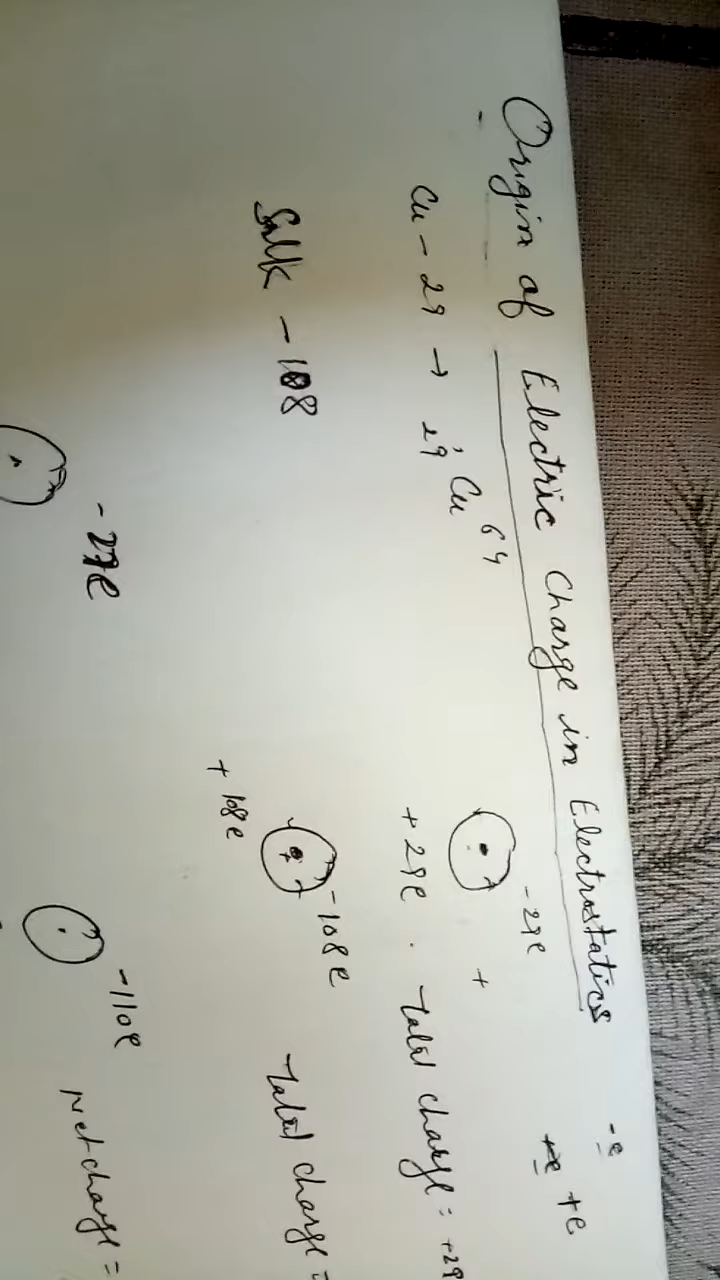 Origin of Electric Charge in Electrostatics
-e
+e +e
Cu - 29 → 29 Cu 64
-29e
+
+29e . Total charge = +29
Silk - 108
-108e
+108e
Total charge =
-27e
-110e
Net charge =